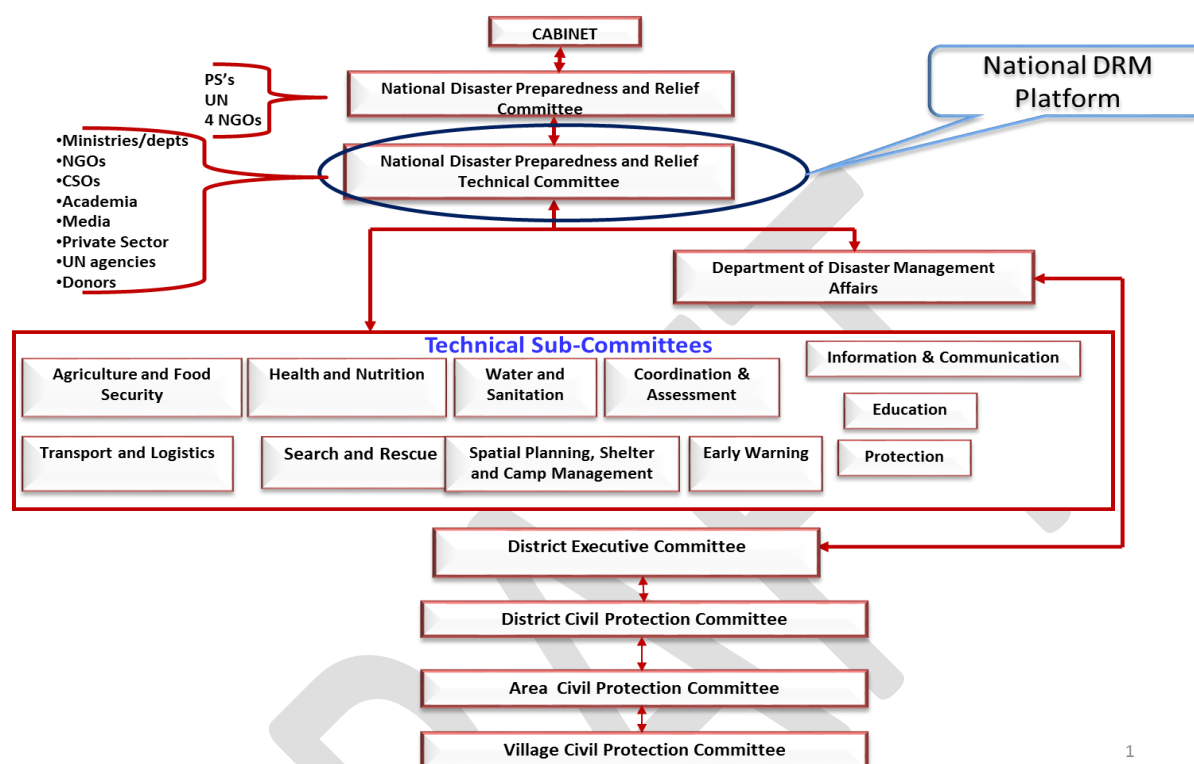 CABINET
National DRM
Platform
PS's
UN
4 NGOs
National Disaster Preparedness and Relief
Committee
•Ministries/depts
•NGOs
•CSOs
•Academia
•Media
•Private Sector
•UN agencies
•Donors
National Disaster Preparedness and Relief
Technical Committee
Department of Disaster Management
Affairs
Technical Sub-Committees
Agriculture and Food
Security
Health and Nutrition
Water and
Sanitation
Coordination &
Assessment
Information & Communication
Education
Transport and Logistics
Search and Rescue
Spatial Planning, Shelter
and Camp Management
Early Warning
Protection
District Executive Committee
District Civil Protection Committee
Area  Civil Protection Committee
Village Civil Protection Committee
1
DRAFT